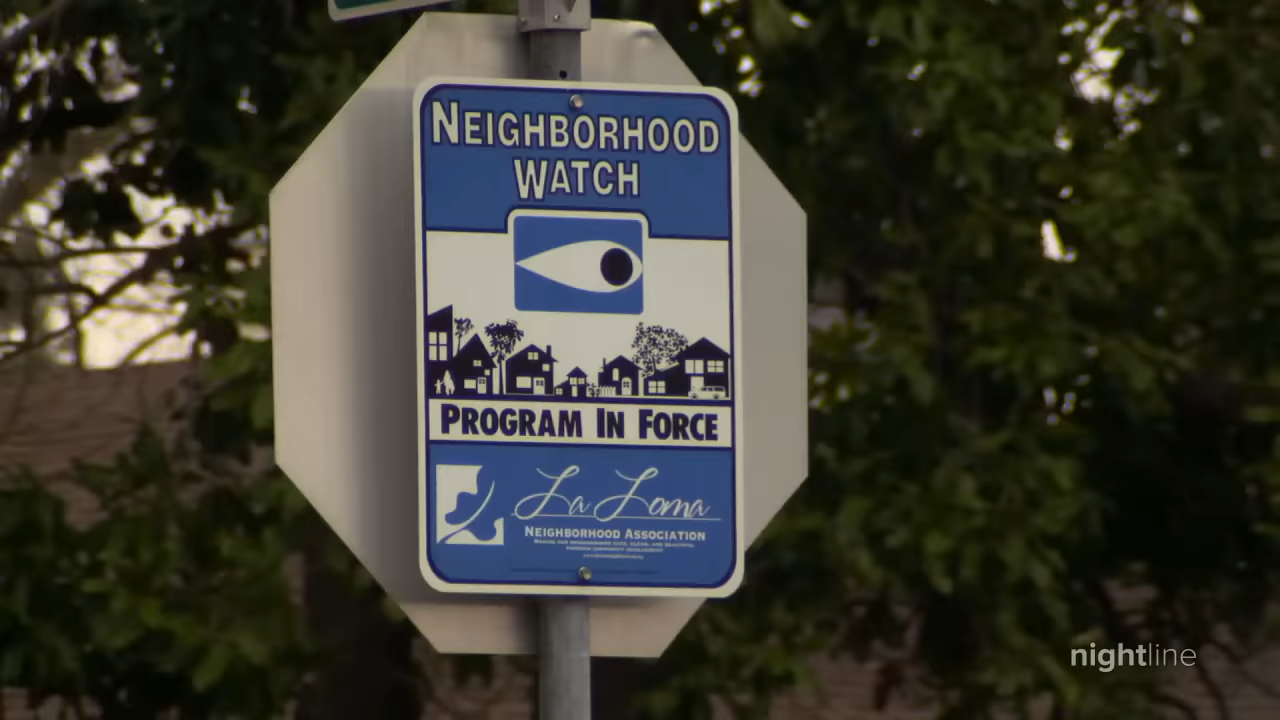 NEIGHBORHOOD
WATCH
PROGRAM IN FORCE
La Loma
NEIGHBORHOOD ASSOCIATION
nightline